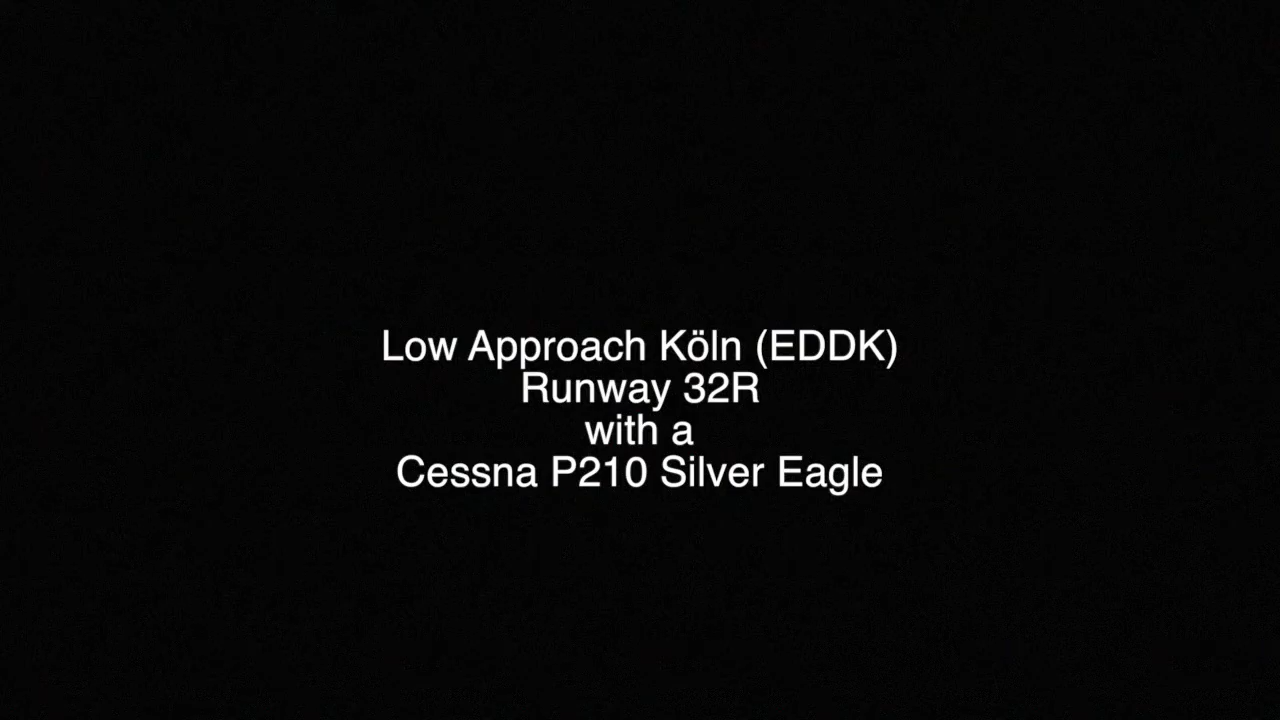 Low Approach Köln (EDDK)
Runway 32R
with a
Cessna P210 Silver Eagle